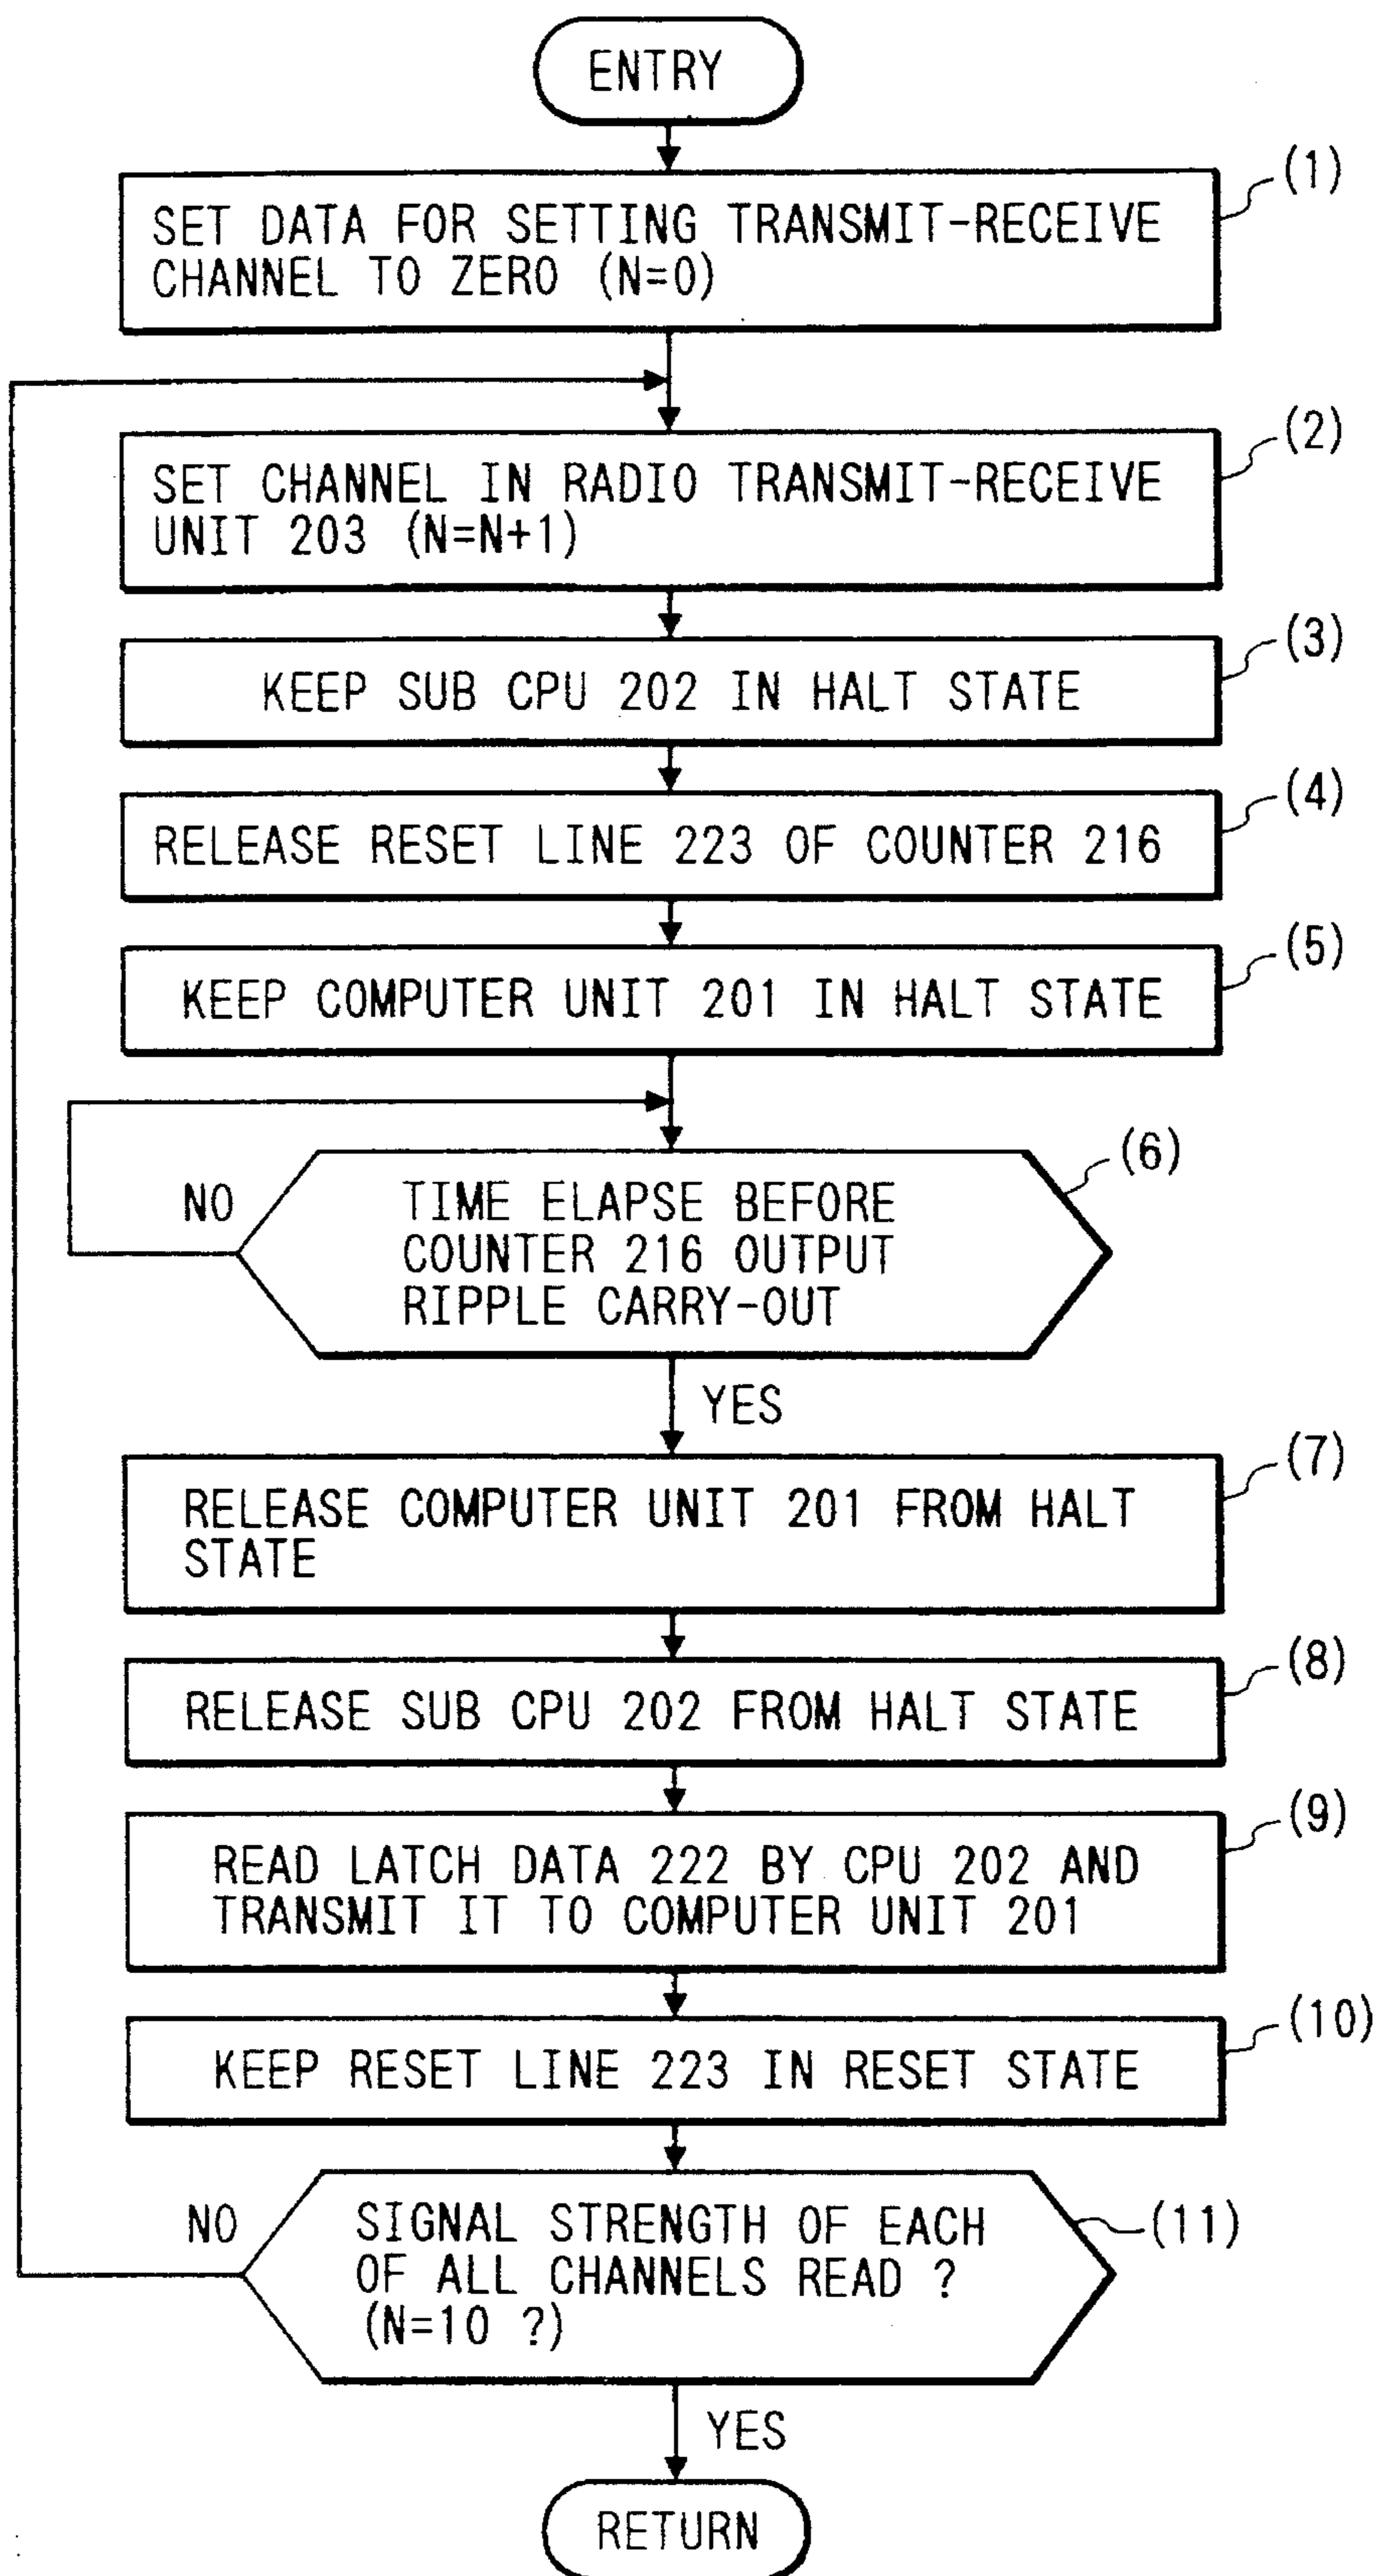 ENTRY
(1)
SET DATA FOR SETTING TRANSMIT-RECEIVE
CHANNEL TO ZERO (N=0)
(2)
SET CHANNEL IN RADIO TRANSMIT-RECEIVE
UNIT 203 (N=N+1)
(3)
KEEP SUB CPU 202 IN HALT STATE
(4)
RELEASE RESET LINE 223 OF COUNTER 216
(5)
KEEP COMPUTER UNIT 201 IN HALT STATE
(6)
NO
TIME ELAPSE BEFORE
COUNTER 216 OUTPUT
RIPPLE CARRY-OUT
YES
(7)
RELEASE COMPUTER UNIT 201 FROM HALT
STATE
(8)
RELEASE SUB CPU 202 FROM HALT STATE
(9)
READ LATCH DATA 222 BY CPU 202 AND
TRANSMIT IT TO COMPUTER UNIT 201
(10)
KEEP RESET LINE 223 IN RESET STATE
(11)
NO
SIGNAL STRENGTH OF EACH
OF ALL CHANNELS READ ?
(N=10 ?)
YES
RETURN